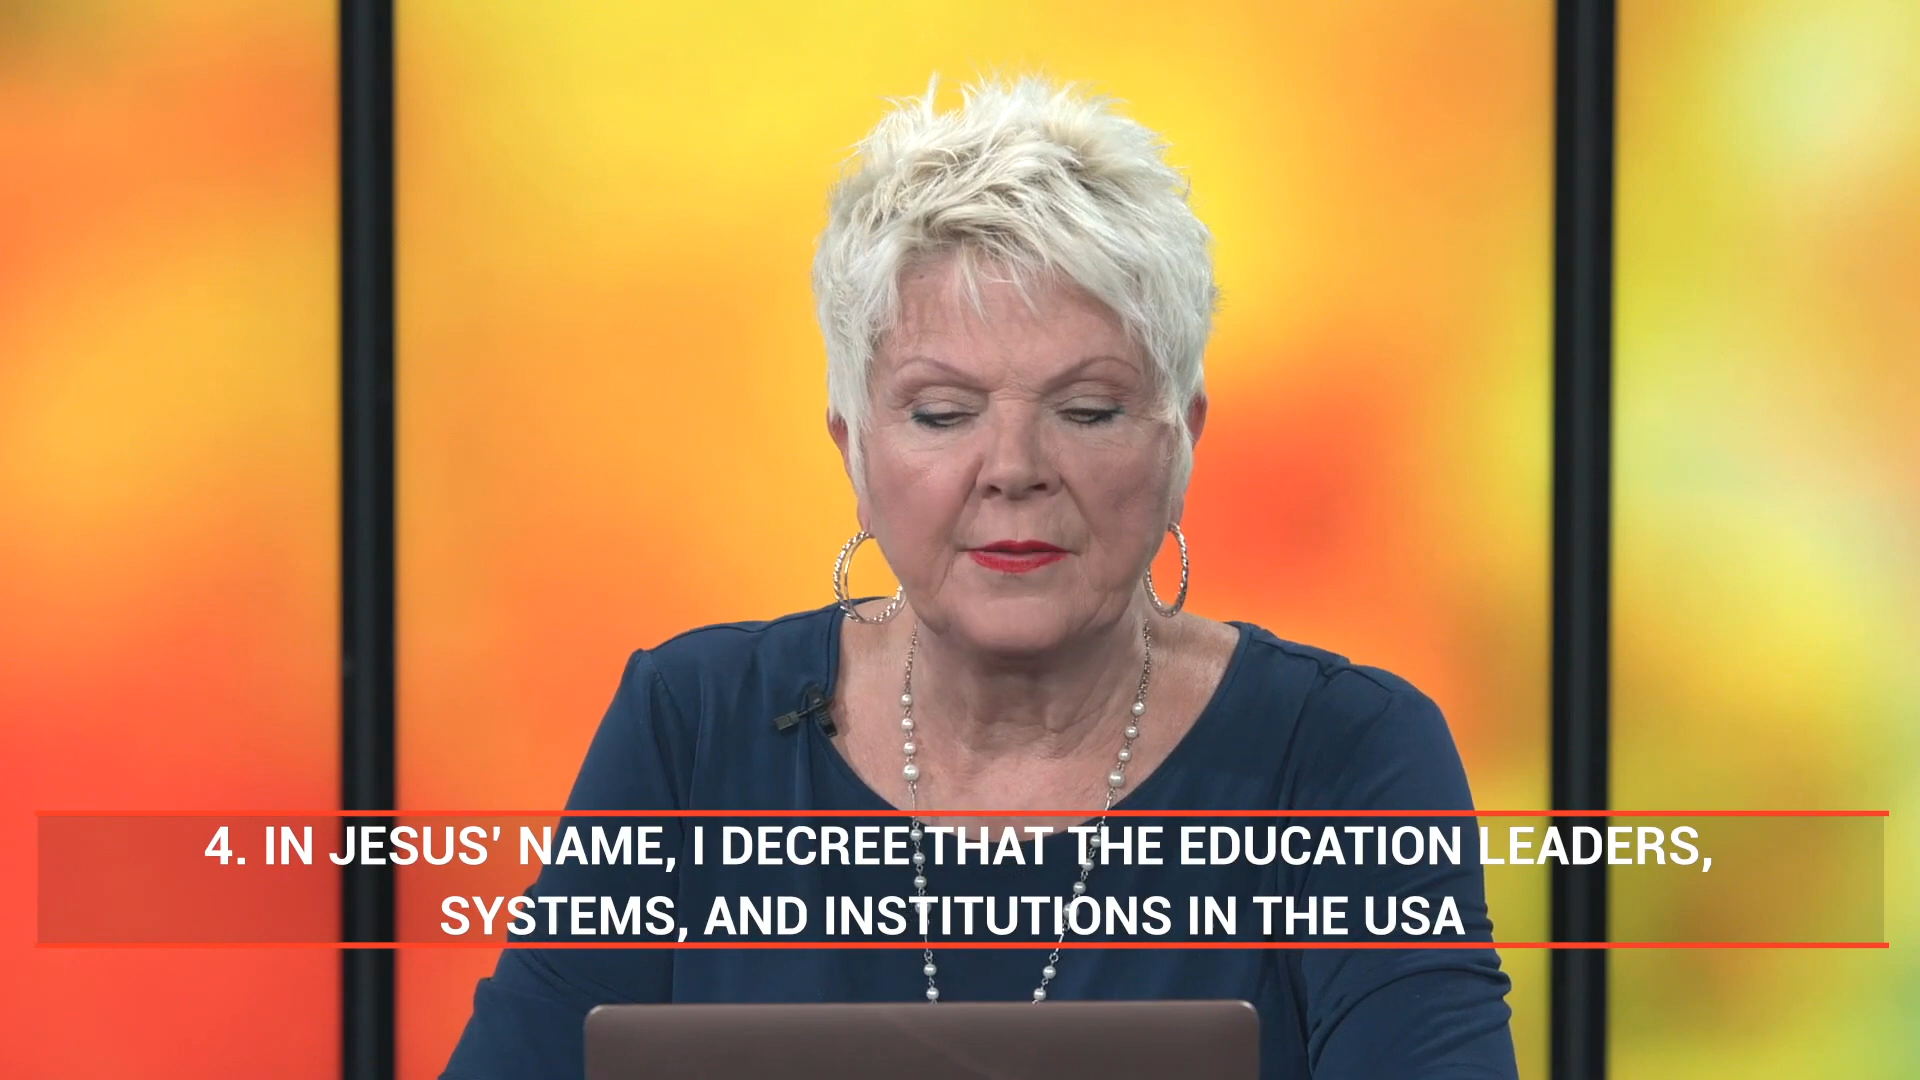 4. IN JESUS' NAME, I DECREE THAT THE EDUCATION LEADERS,
SYSTEMS, AND INSTITUTIONS IN THE USA